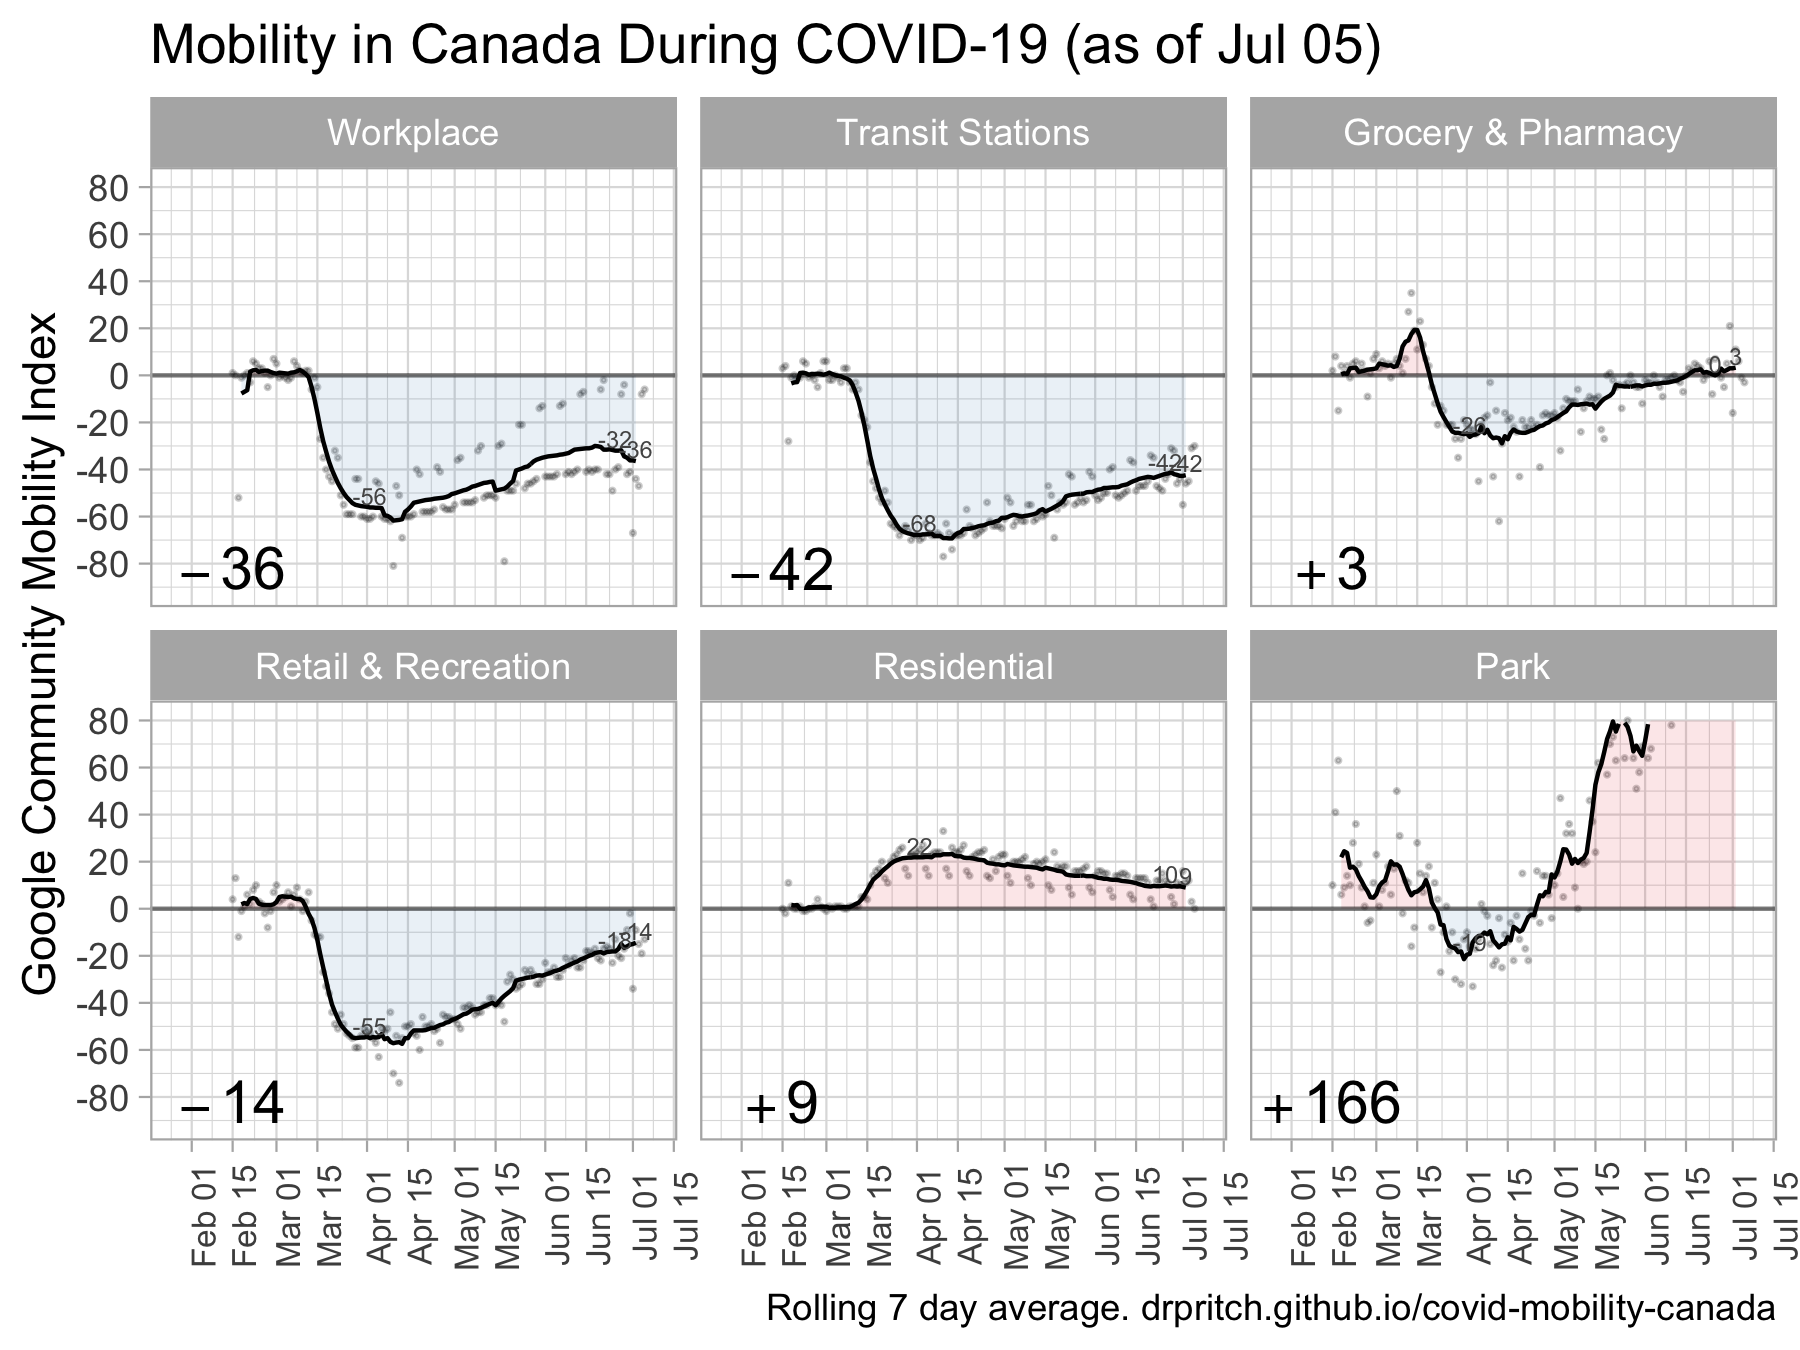 Mobility in Canada During COVID-19 (as of Jul 05)
Google Community Mobility Index
Workplace
Transit Stations
Grocery & Pharmacy
80
60
40
20
0
-20
-40
-60
-80
-56
-32
-36
−36
-68
-42
-42
−42
-26
0
3
+3
Retail & Recreation
Residential
Park
80
60
40
20
0
-20
-40
-60
-80
-55
-18
-14
−14
22
10
9
+9
-19
+166
Feb 01
Feb 15
Mar 01
Mar 15
Apr 01
Apr 15
May 01
May 15
Jun 01
Jun 15
Jul 01
Jul 15
Feb 01
Feb 15
Mar 01
Mar 15
Apr 01
Apr 15
May 01
May 15
Jun 01
Jun 15
Jul 01
Jul 15
Feb 01
Feb 15
Mar 01
Mar 15
Apr 01
Apr 15
May 01
May 15
Jun 01
Jun 15
Jul 01
Jul 15
Rolling 7 day average. drpritch.github.io/covid-mobility-canada